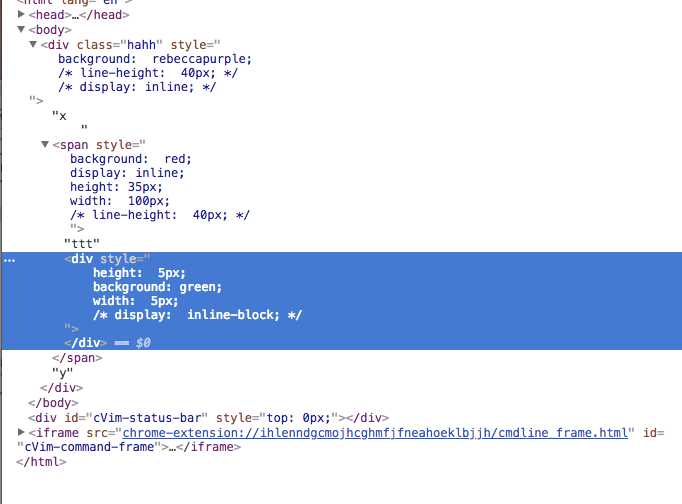 <html lang="en">
<head>…</head>
<body>
<div class="hahh" style="
background:  rebeccapurple;
/* line-height:  40px; */
/* display: inline; */
">
"x
"
<span style="
background:  red;
display: inline;
height: 35px;
width:  100px;
/* line-height:  40px; */
">
"ttt"
… <div style="
height:  5px;
background: green;
width:  5px;
/* display:  inline-block; */
">
</div> == $0
</span>
"y"
</div>
</body>
<div id="cVim-status-bar" style="top: 0px;"></div>
<iframe src="chrome-extension://ihlenndgcmojhcghmfjfneahoeklbjjh/cmdline_frame.html" id=
"cVim-command-frame">…</iframe>
</html>